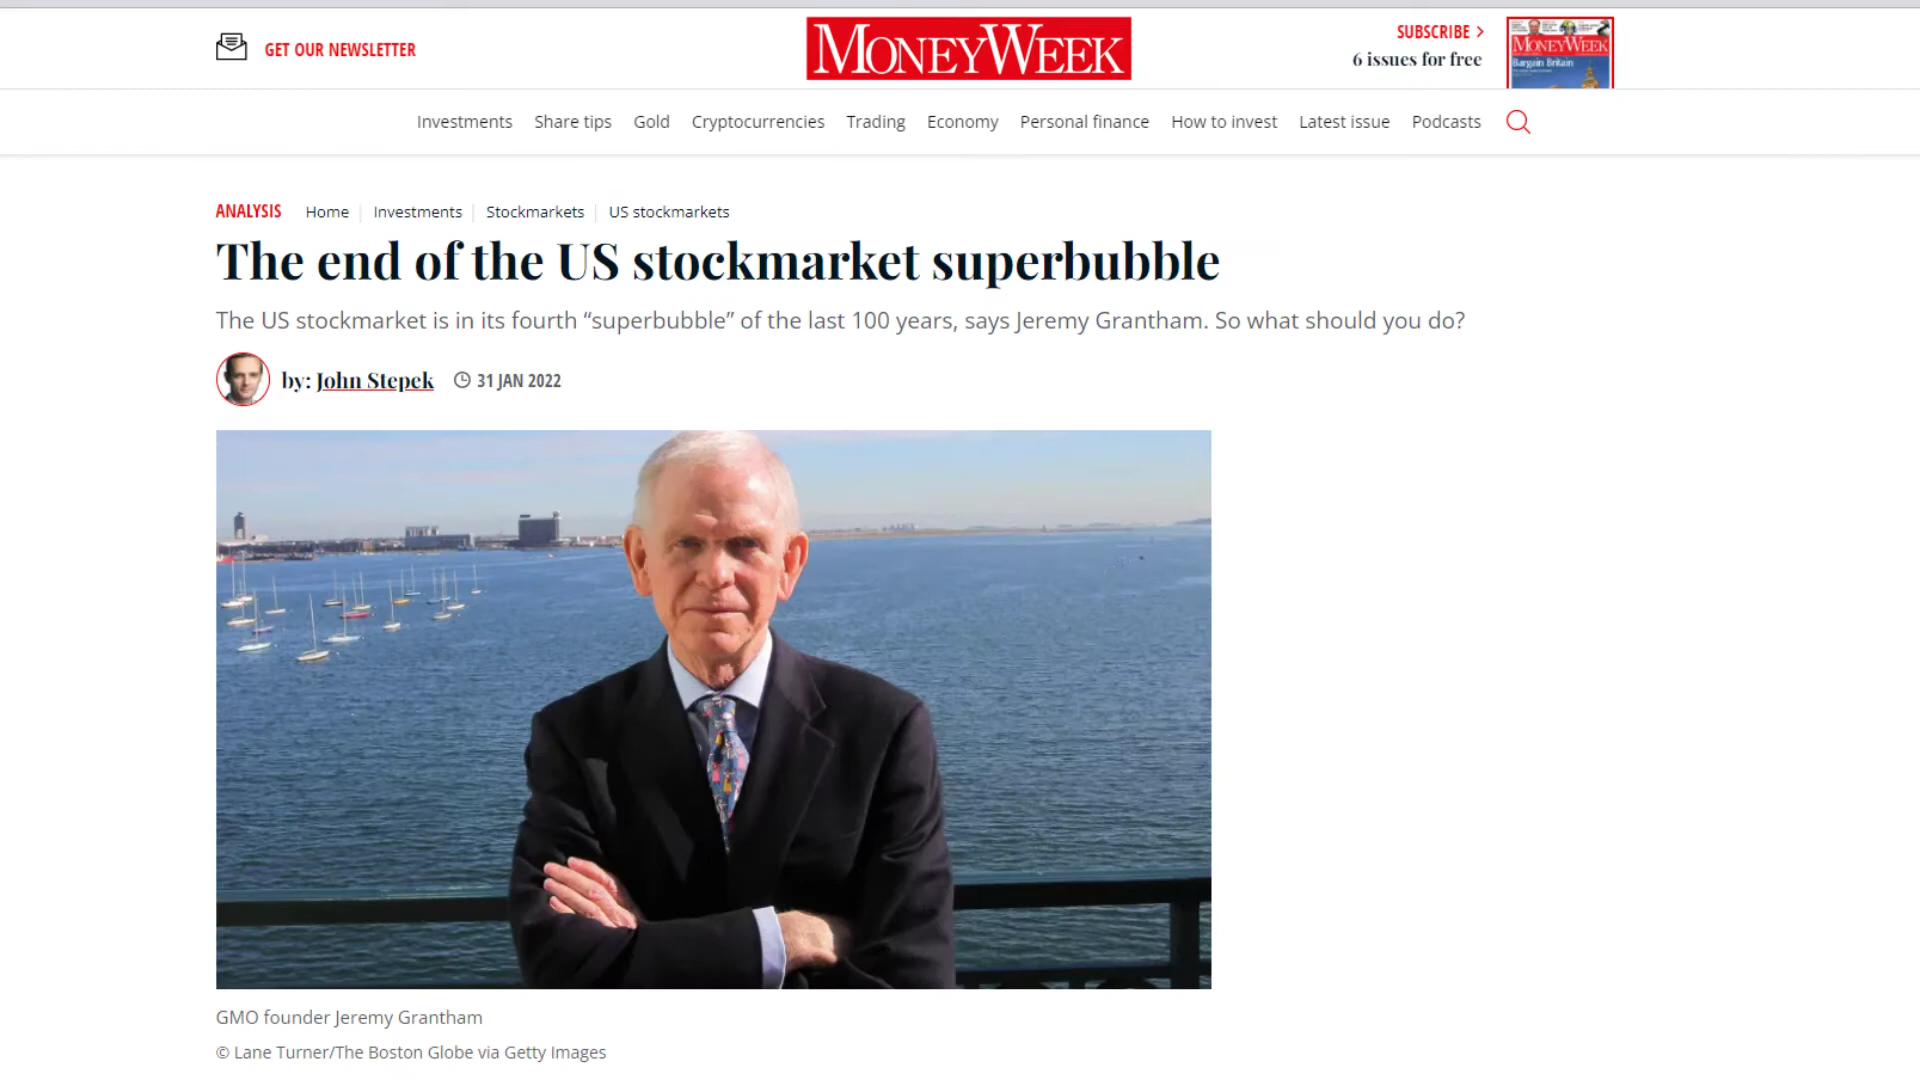 GET OUR NEWSLETTER
MONEYWEEK
SUBSCRIBE >
6 issues for free
MONEYWEEK
Bargain Britain
Investments Share tips Gold Cryptocurrencies Trading Economy Personal finance How to invest Latest issue Podcasts
ANALYSIS Home Investments Stockmarkets US stockmarkets
The end of the US stockmarket superbubble
The US stockmarket is in its fourth “superbubble” of the last 100 years, says Jeremy Grantham. So what should you do?
by: John Stepek 31 JAN 2022
GMO founder Jeremy Grantham
© Lane Turner/The Boston Globe via Getty Images